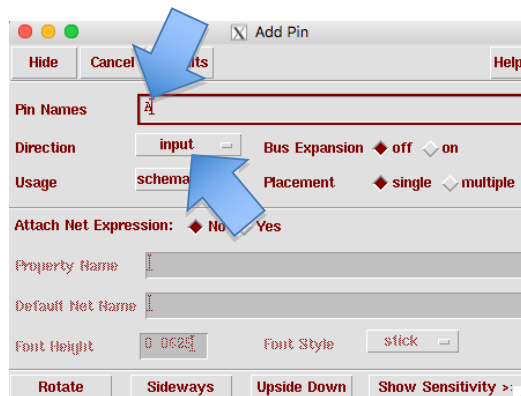 X Add Pin
Hide Cancel Help
Pin Names A
Direction input Bus Expansion off on
Usage Placement single multiple
Attach Net Expression: No Yes
Property Name
Default Net Name
Font Height 0.0625 Font Style stick
Rotate Sideways Upside Down Show Sensitivity >>